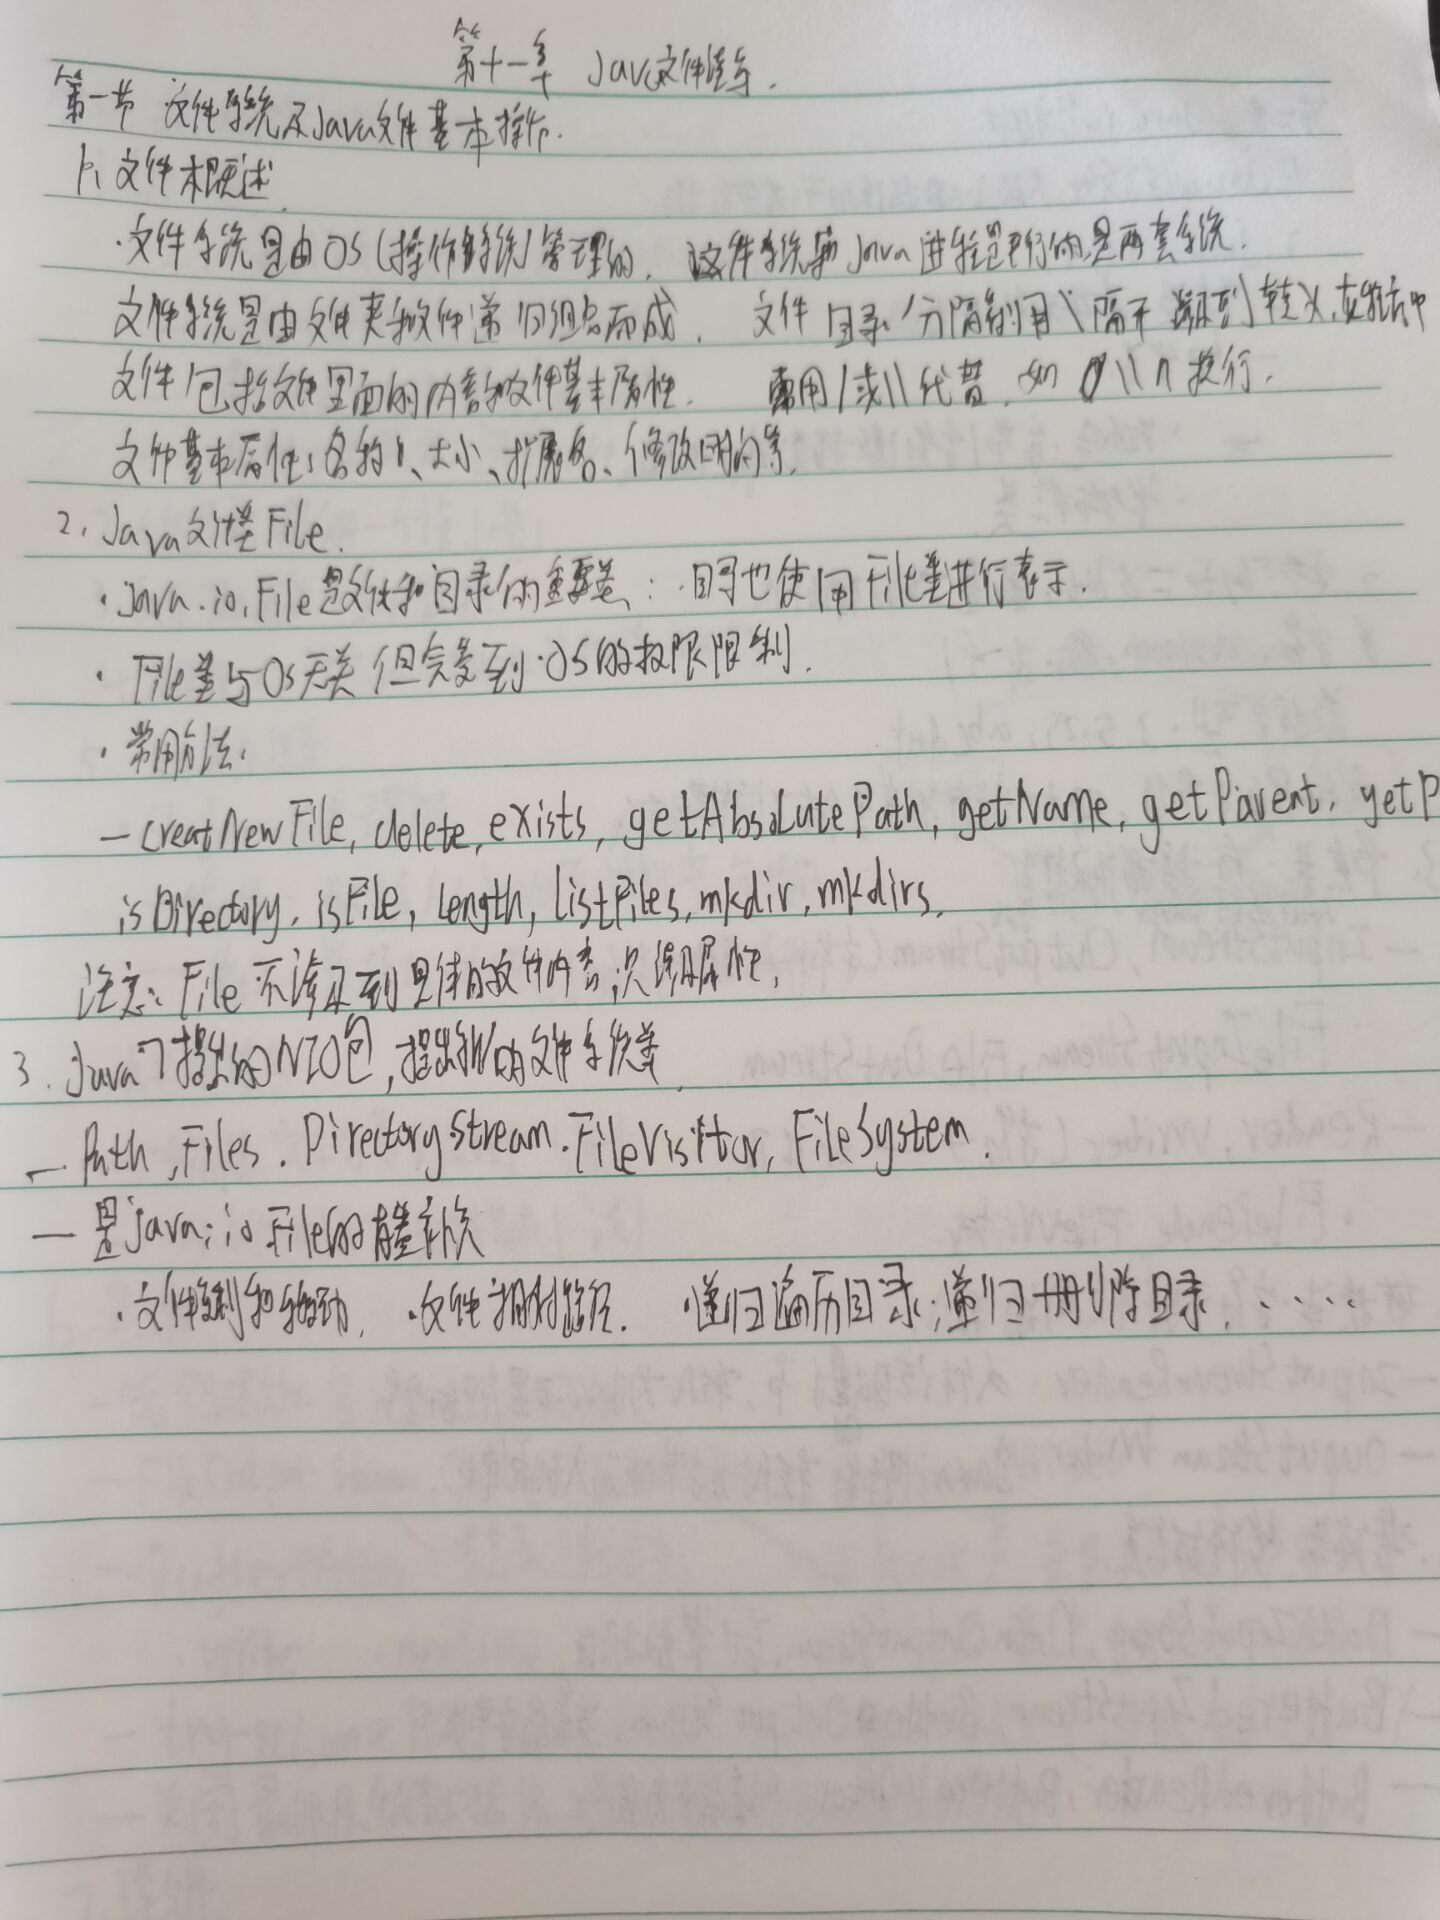 第十一章 Java文件读写.
第一节 文件系统及Java文件基本操作.
1、文件概述
·文件系统是由OS(操作系统)管理的. 文件系统和Java进程是平行的,是两套系统.
文件系统是由文件夹和文件递归组合而成. 文件目录分隔符用\隔开 转义,在
文件包括文件里面的内容和文件基本属性. 需用/或\\代替. 如 \\n 换行.
文件基本属性:名称、大小、扩展名、修改时间等.
2. Java文件类File.
·java.io.File是文件和目录的重要类: ·目录也使用File类进行表示.
·File类与OS无关 但会受到·OS的权限限制.
·常用方法.
—creatNewFile, delete, exists, getAbsolutePath, getName, getParent, getP
isDirectory, isFile, length, listFiles, mkdir, mkdirs.
注意: File不涉及到具体的文件内容,只涉及属性.
3. Java7提出的NIO包,提出新的文件系统类
—Path, Files. DirectoryStream. FileVisitor, FileSystem.
—是java.io.File的有益补充
·文件复制和移动. ·文件相对路径. ·递归遍历目录;递归删除目录. ....